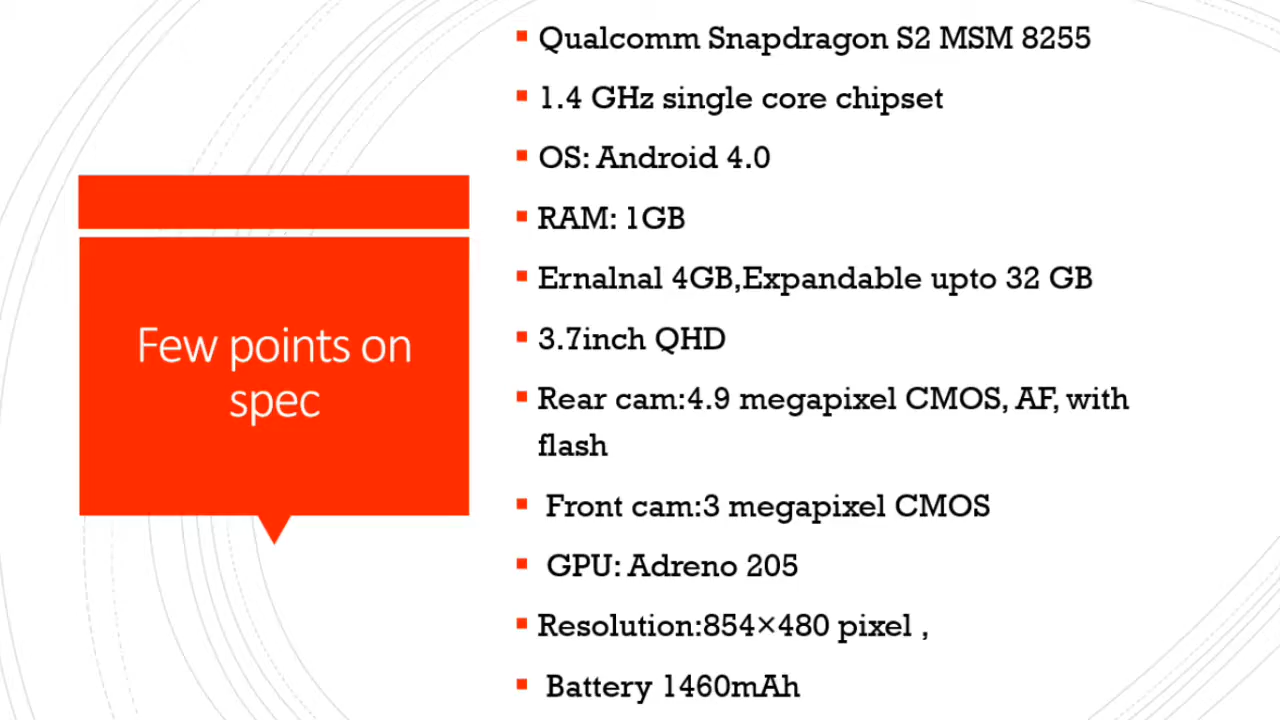 Few points on
spec
Qualcomm Snapdragon S2 MSM 8255
1.4 GHz single core chipset
OS: Android 4.0
RAM: 1GB
Ernalnal 4GB,Expandable upto 32 GB
3.7inch QHD
Rear cam:4.9 megapixel CMOS, AF, with
flash
Front cam:3 megapixel CMOS
GPU: Adreno 205
Resolution:854×480 pixel ,
Battery 1460mAh